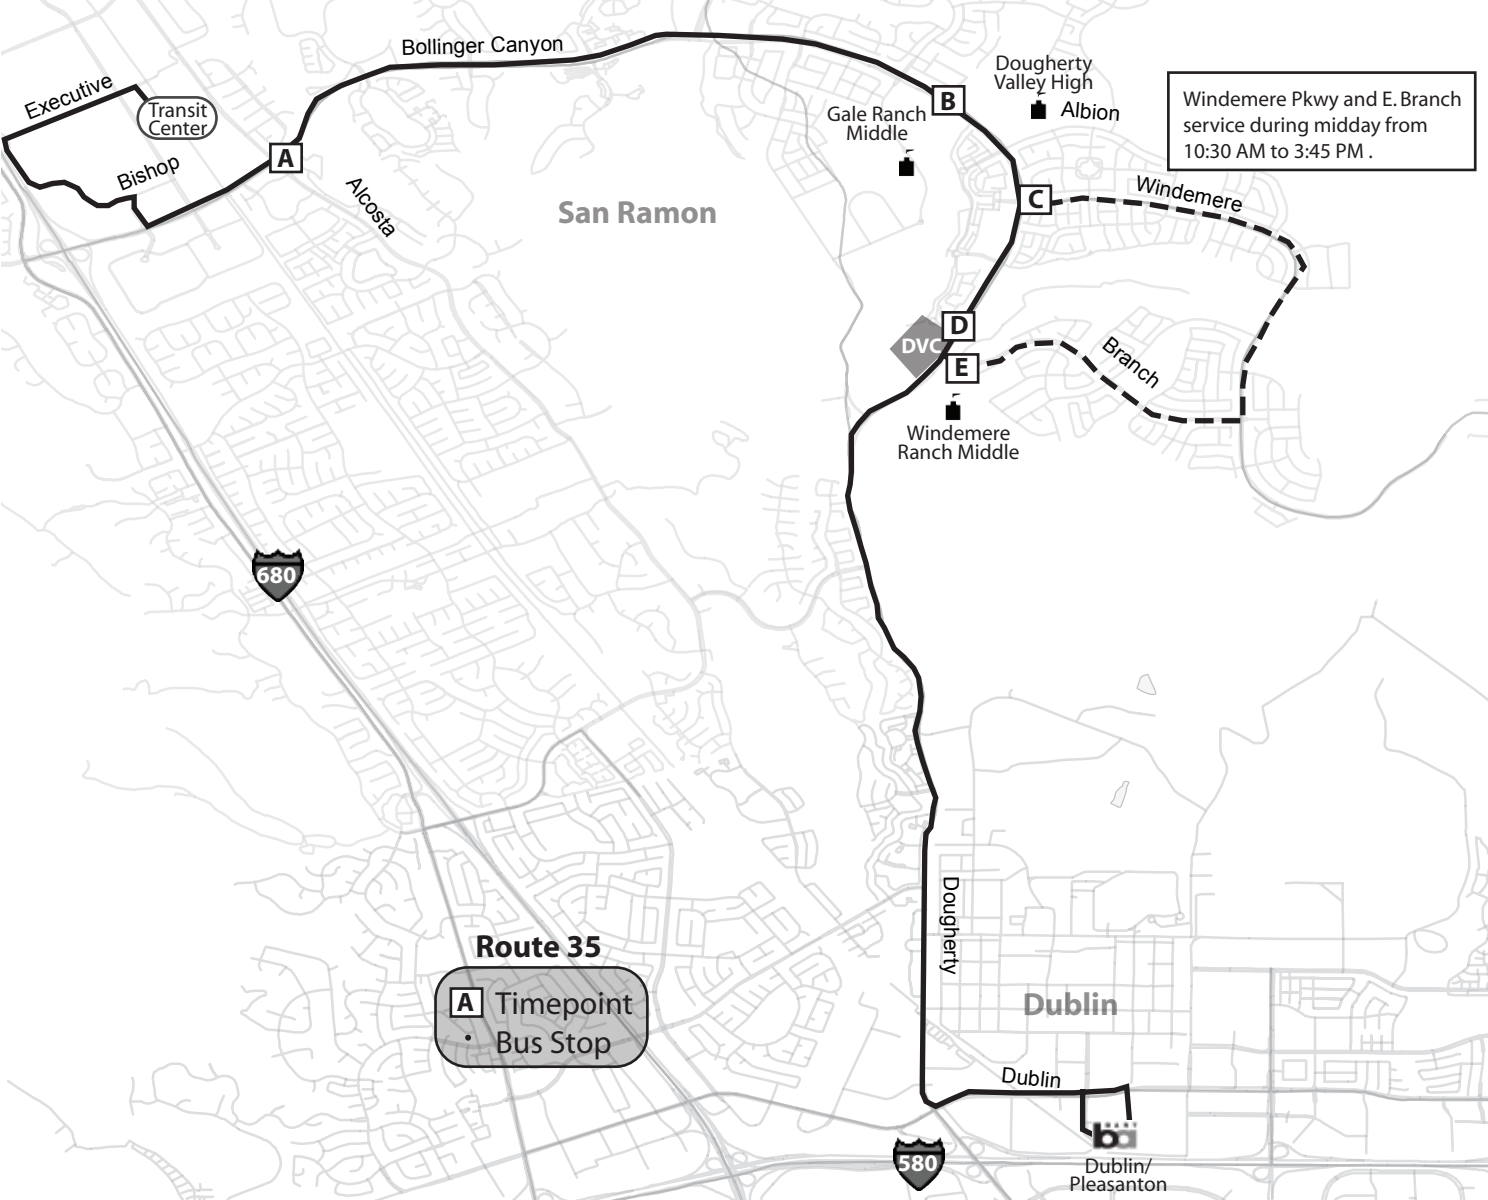 Bollinger Canyon
Executive
Transit
Center
Bishop
A
Alcosta
San Ramon
B
Dougherty
Valley High
Albion
Gale Ranch
Middle
Windemere Pkwy and E. Branch
service during midday from
10:30 AM to 3:45 PM .
C
Windemere
D
DVC
E
Branch
Windemere
Ranch Middle
680
Dougherty
Route 35
A Timepoint
Bus Stop
Dublin
Dublin
BART
ba
580
Dublin/
Pleasanton